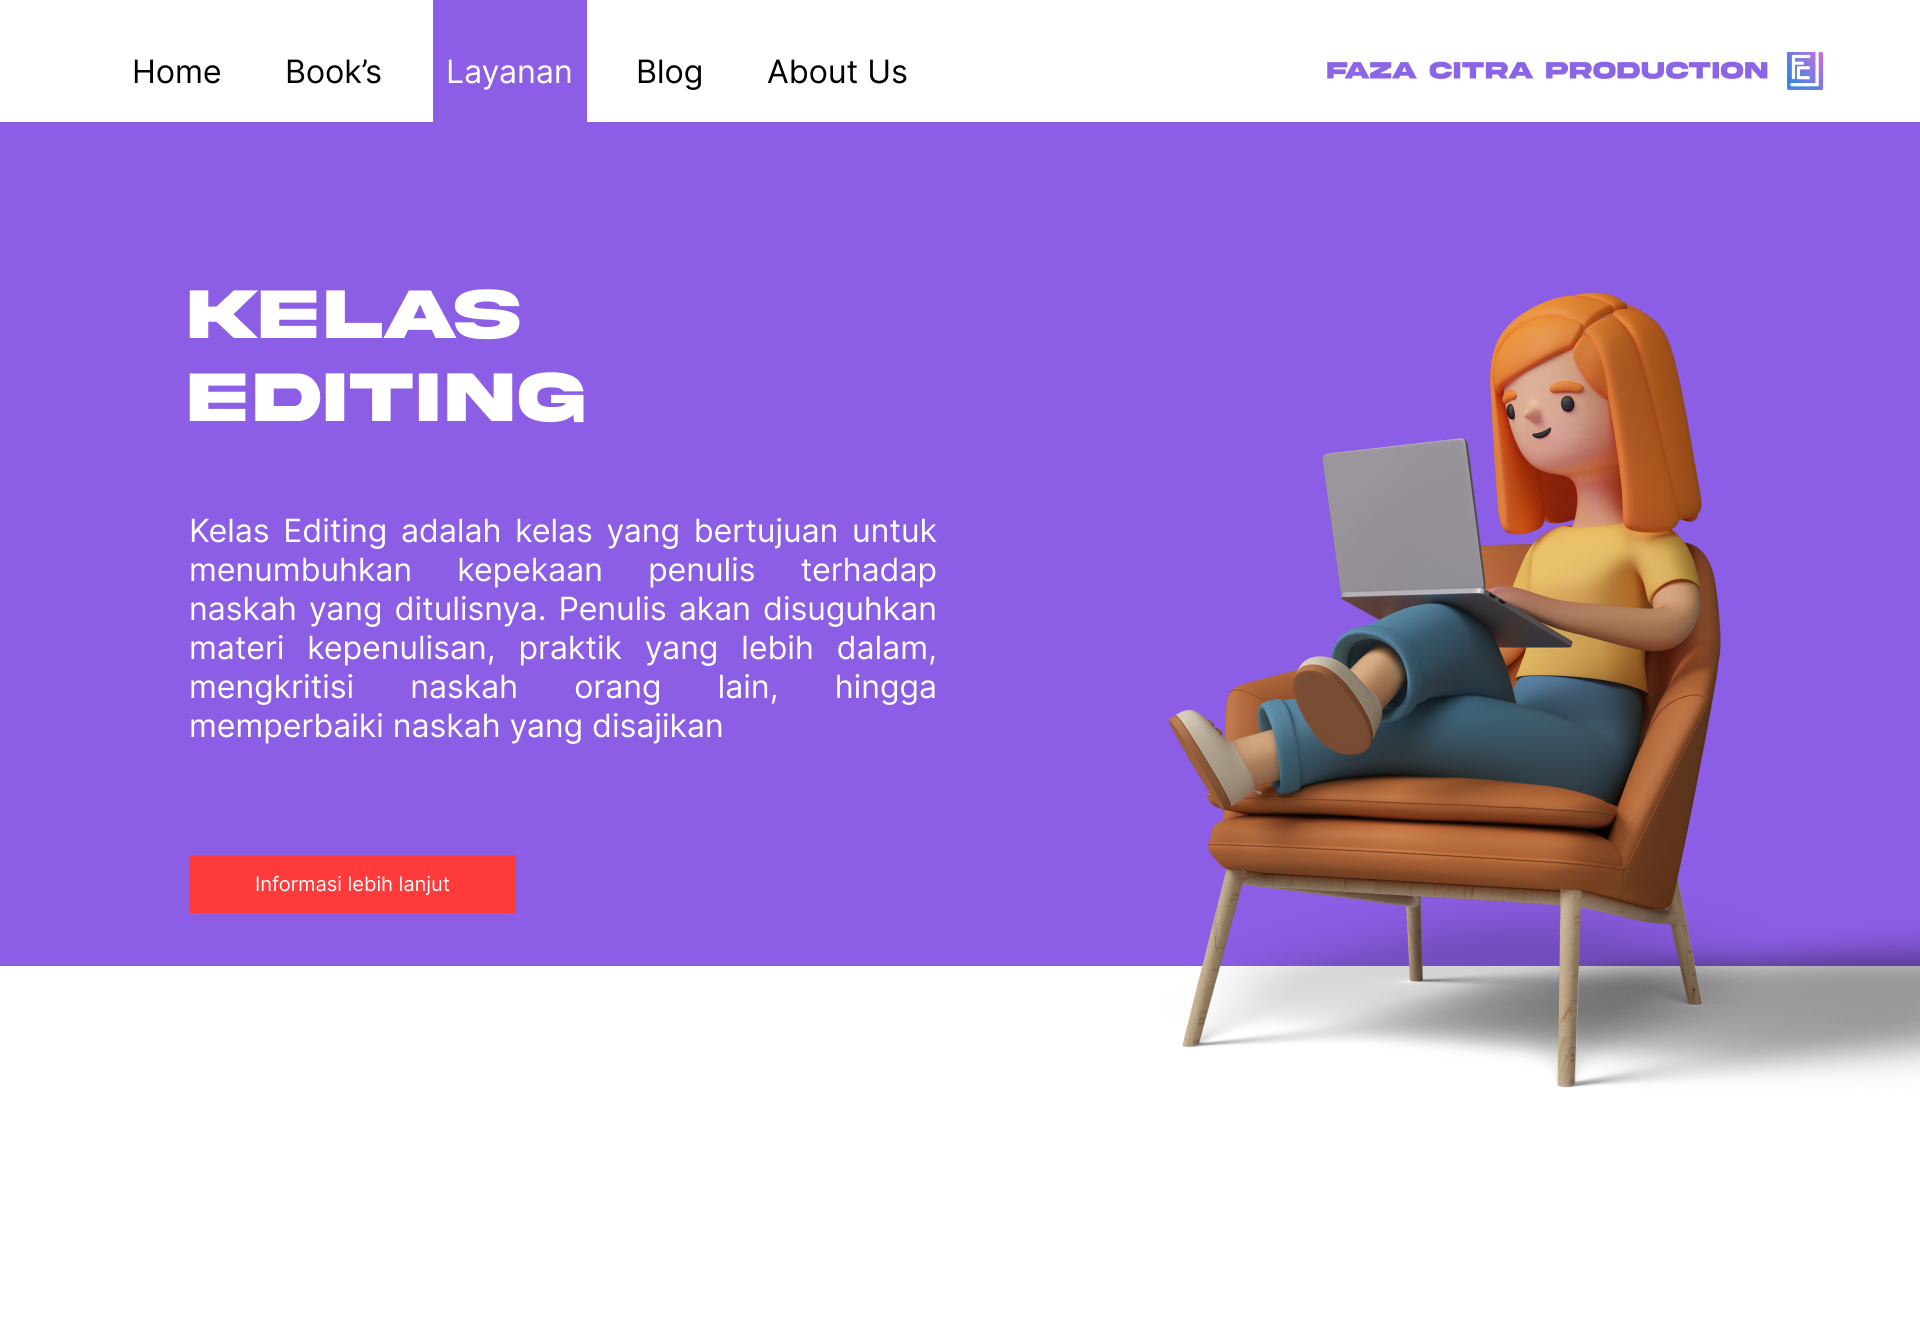 Home Book’s Layanan Blog About Us FAZA CITRA PRODUCTION
KELAS
EDITING
Kelas Editing adalah kelas yang bertujuan untuk
menumbuhkan kepekaan penulis terhadap
naskah yang ditulisnya. Penulis akan disuguhkan
materi kepenulisan, praktik yang lebih dalam,
mengkritisi naskah orang lain, hingga
memperbaiki naskah yang disajikan
Informasi lebih lanjut